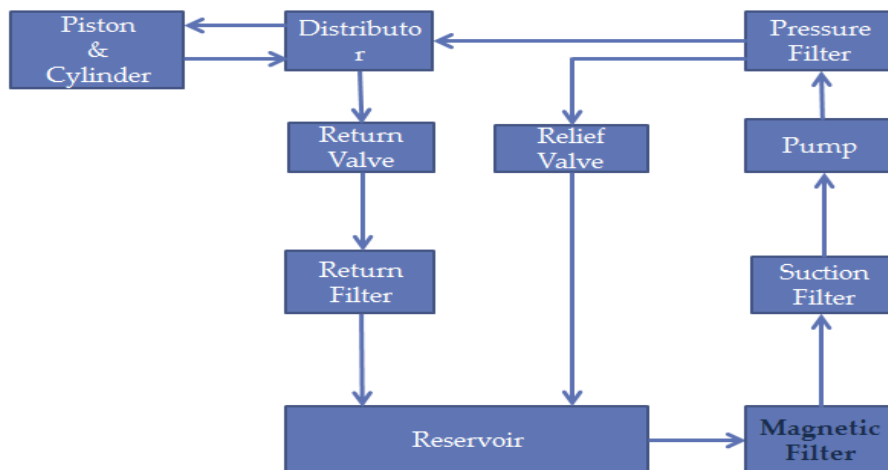 Piston
&
Cylinder
Distributo
r
Pressure
Filter
Return
Valve
Relief
Valve
Pump
Return
Filter
Suction
Filter
Reservoir
Magnetic
Filter